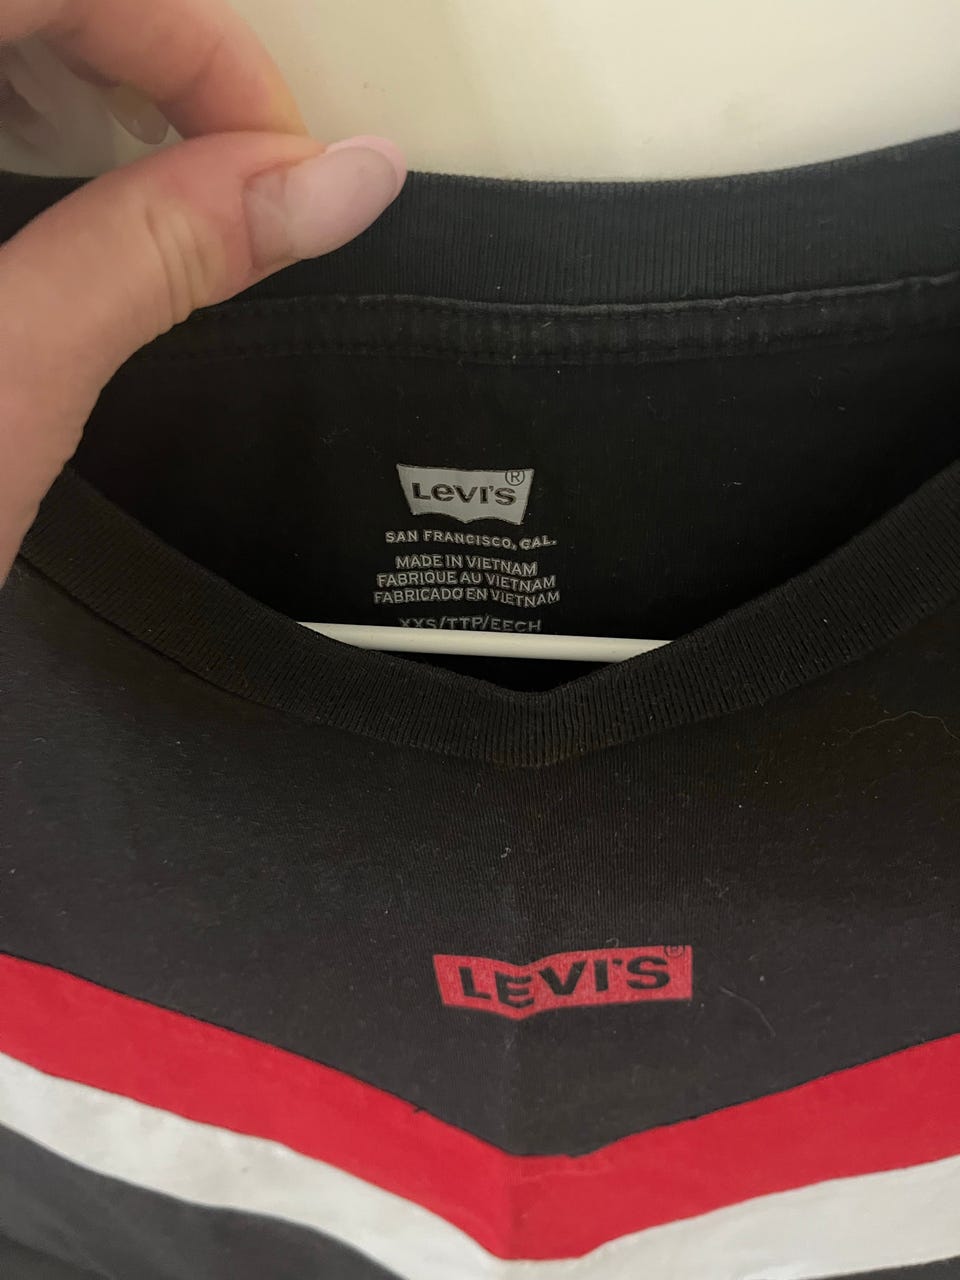 Levi's ®
SAN FRANCISCO, CAL.
MADE IN VIETNAM
FABRIQUE AU VIETNAM
FABRICADO EN VIETNAM
XXS/TTP/EECH
LEVI'S ®